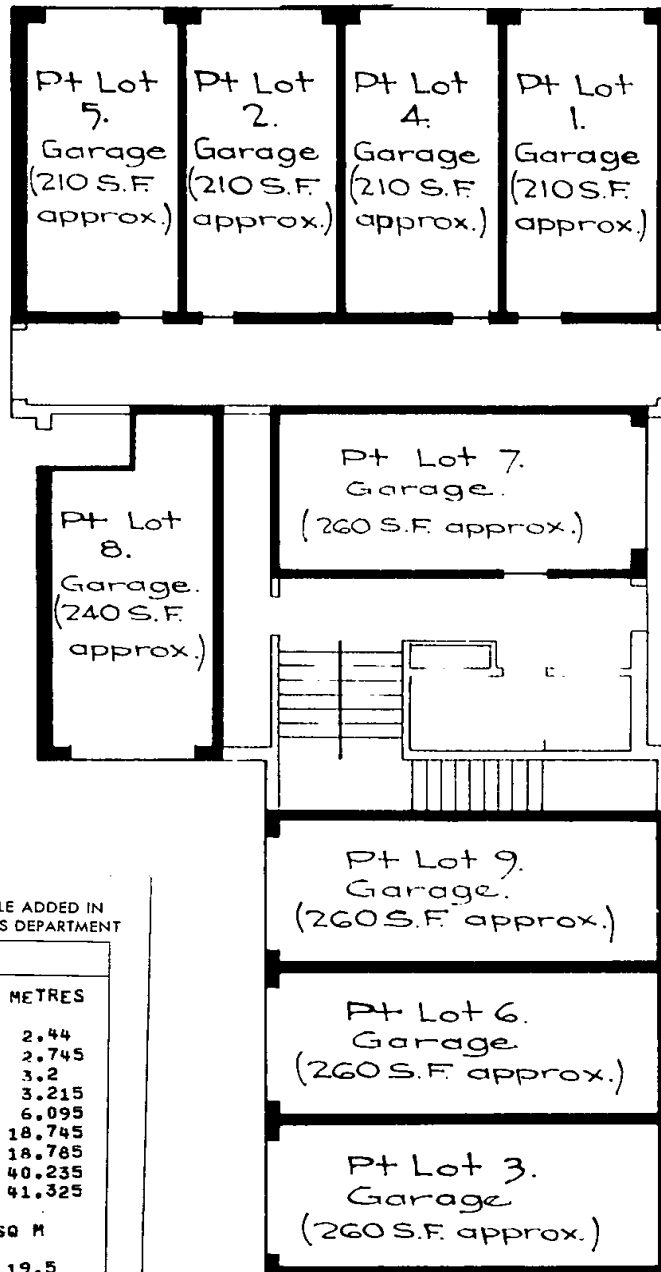 Pt Lot
5.
Garage
(210 S.F.
approx.)
Pt Lot
2.
Garage
(210 S.F.
approx.)
Pt Lot
4.
Garage
(210 S.F.
approx.)
Pt Lot
1.
Garage
(210 S.F.
approx.)
Pt Lot 7.
Garage.
(260 S.F. approx.)
Pt Lot
8.
Garage.
(240 S.F.
approx.)
Pt Lot 9.
Garage.
(260 S.F. approx.)
Pt Lot 6.
Garage
(260 S.F. approx.)
Pt Lot 3.
Garage
(260 S.F. approx.)
LE ADDED IN
S DEPARTMENT
METRES
2.44
2.745
3.2
3.215
6.095
18.745
18.785
40.235
41.325
SQ M
19.5